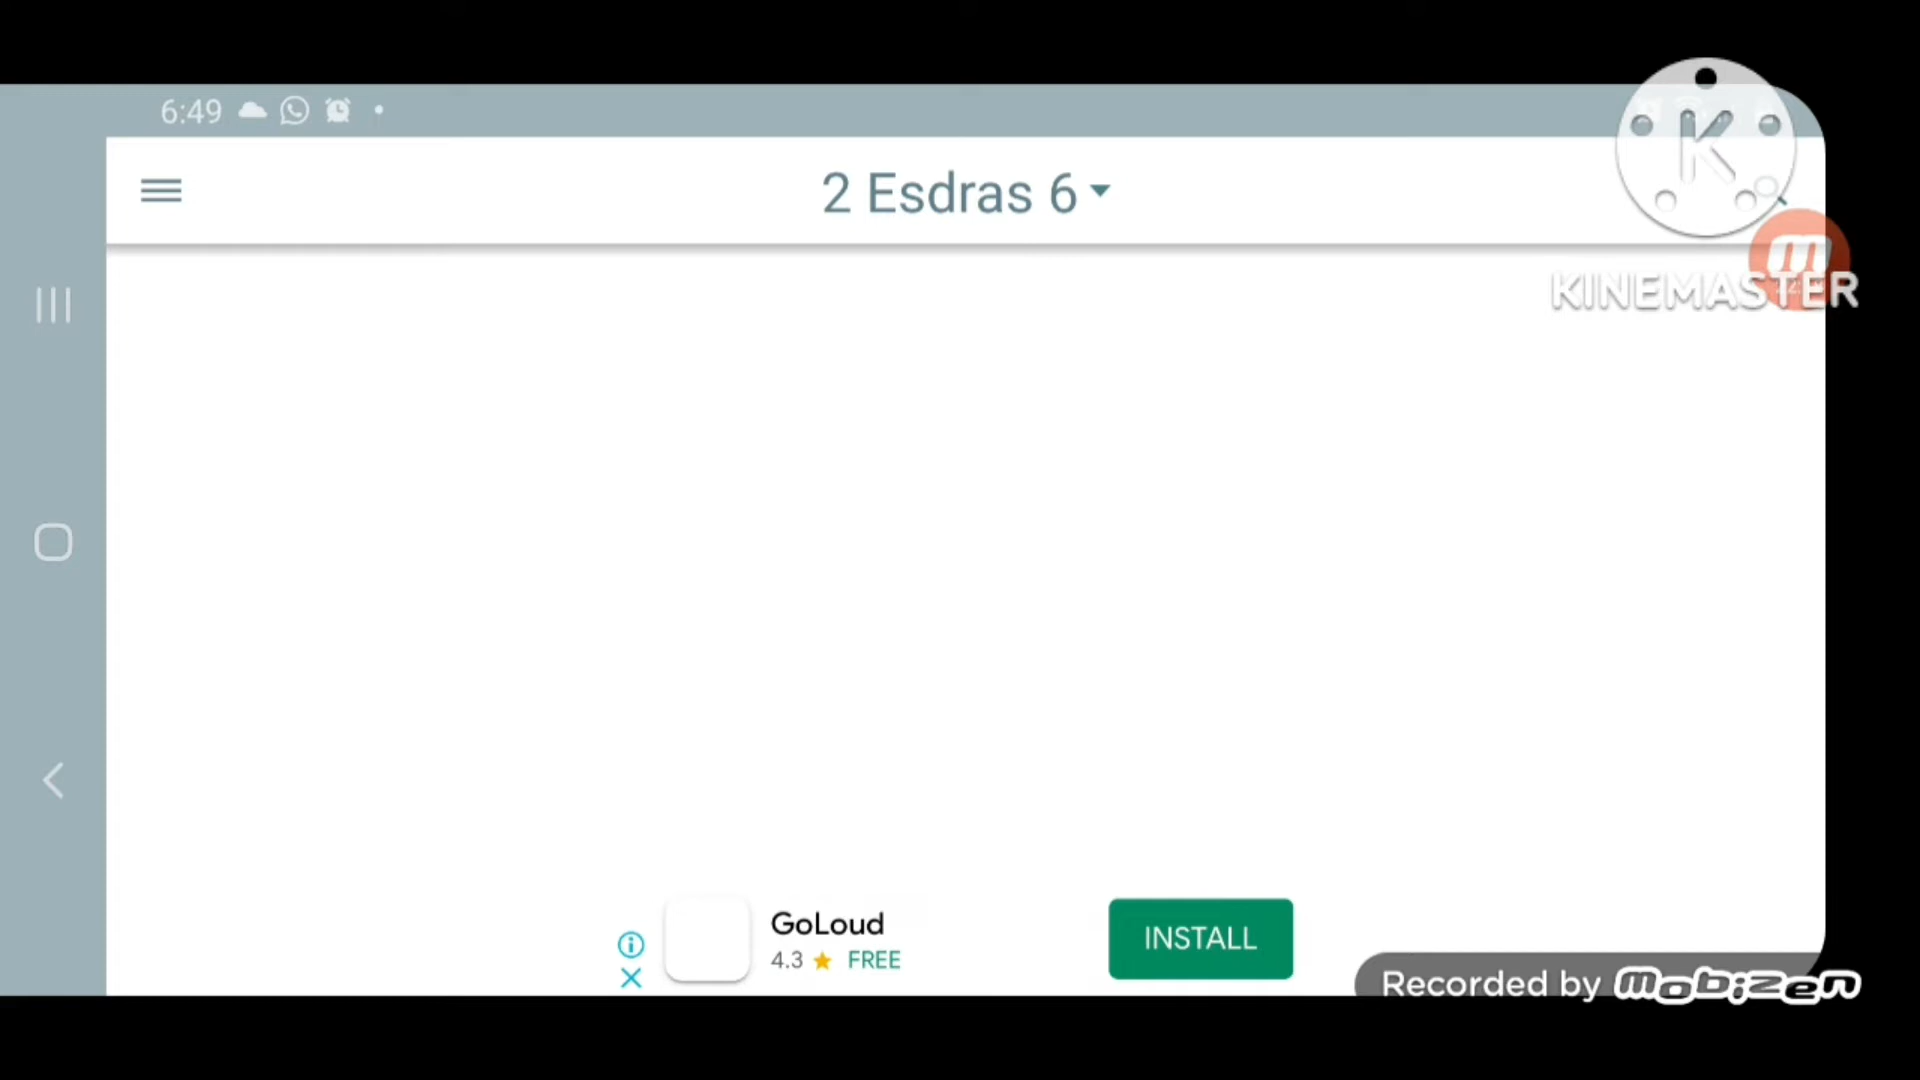 6:49
2 Esdras 6
K
KINEMASTER
GoLoud
4.3 ★ FREE
INSTALL
Recorded by mobizen